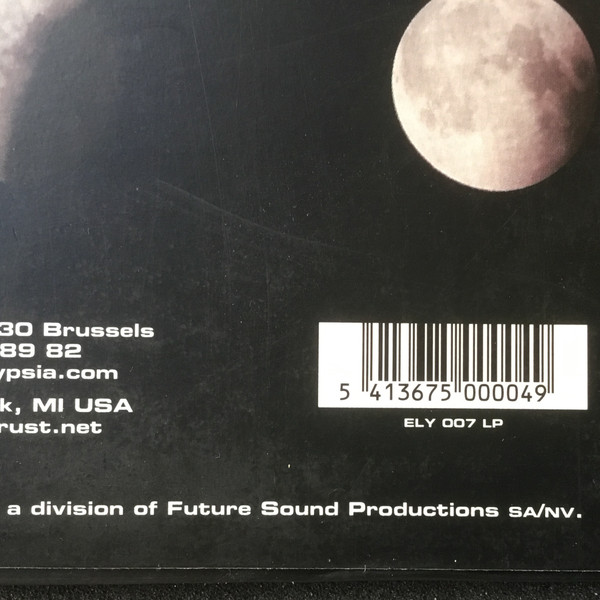 30 Brussels
89 82
ypsia.com
k, MI USA
rust.net
5 413675 000049
ELY 007 LP
a division of Future Sound Productions SA/NV.